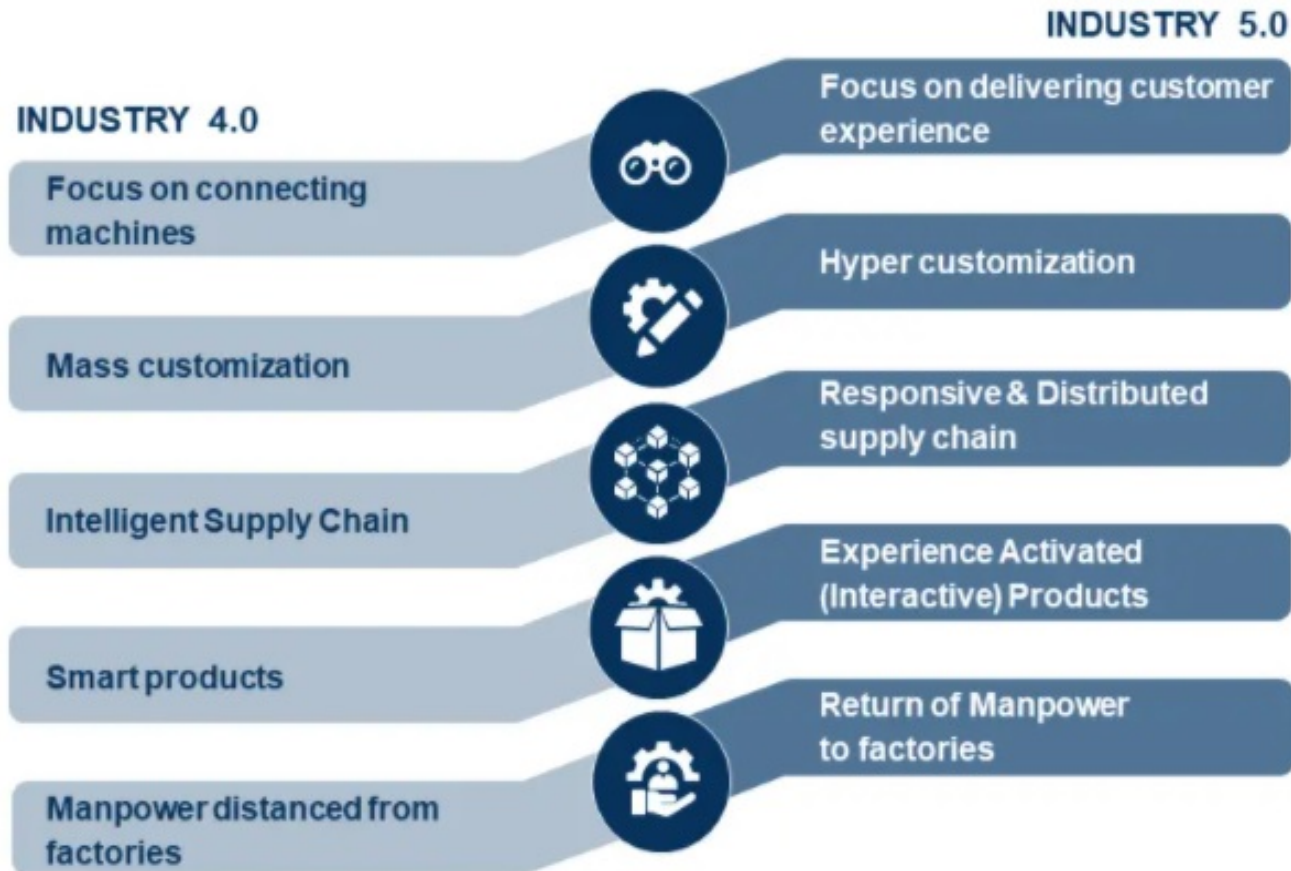 INDUSTRY 5.0
Focus on delivering customer
experience
INDUSTRY 4.0
Focus on connecting
machines
Hyper customization
Mass customization
Responsive & Distributed
supply chain
Intelligent Supply Chain
Experience Activated
(Interactive) Products
Smart products
Return of Manpower
to factories
Manpower distanced from
factories